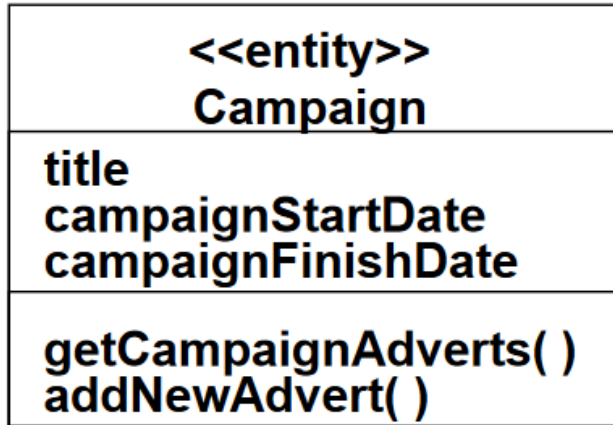 <<entity>>
Campaign
title
campaignStartDate
campaignFinishDate
getCampaignAdverts( )
addNewAdvert( )